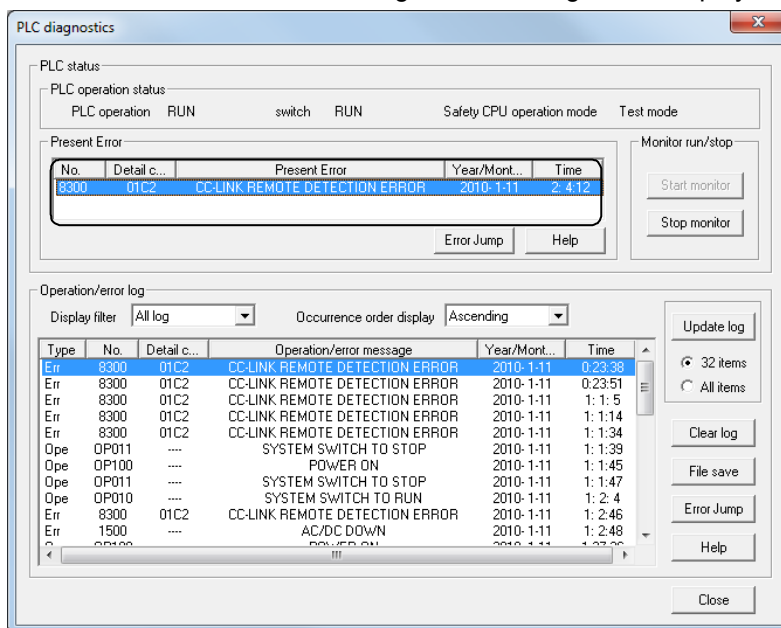 PLC diagnostics
PLC status
PLC operation status
PLC operation RUN switch RUN Safety CPU operation mode Test mode
Present Error
Monitor run/stop
No. Detail c... Present Error Year/Mont... Time
8300 01C2 CC-LINK REMOTE DETECTION ERROR 2010- 1-11 2: 4:12
Start monitor
Stop monitor
Error Jump Help
Operation/error log
Display filter All log Occurrence order display Ascending
Update log
Type No. Detail c... Operation/error message Year/Mont... Time
Err 8300 01C2 CC-LINK REMOTE DETECTION ERROR 2010- 1-11 0:23:38
Err 8300 01C2 CC-LINK REMOTE DETECTION ERROR 2010- 1-11 0:23:51
Err 8300 01C2 CC-LINK REMOTE DETECTION ERROR 2010- 1-11 1: 1: 5
Err 8300 01C2 CC-LINK REMOTE DETECTION ERROR 2010- 1-11 1: 1:14
Err 8300 01C2 CC-LINK REMOTE DETECTION ERROR 2010- 1-11 1: 1:34
Ope OP011 ---- SYSTEM SWITCH TO STOP 2010- 1-11 1: 1:39
Ope OP100 ---- POWER ON 2010- 1-11 1: 1:45
Ope OP011 ---- SYSTEM SWITCH TO STOP 2010- 1-11 1: 1:47
Ope OP010 ---- SYSTEM SWITCH TO RUN 2010- 1-11 1: 2: 4
Err 8300 01C2 CC-LINK REMOTE DETECTION ERROR 2010- 1-11 1: 2:46
Err 1500 ---- AC/DC DOWN 2010- 1-11 1: 2:48
32 items
All items
Clear log
File save
Error Jump
Help
Close